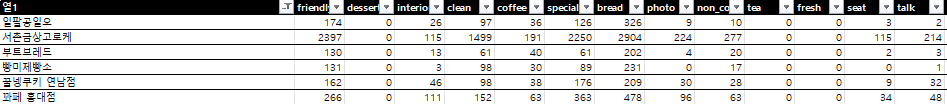 열1 friendly dessert interio clean coffee special bread photo non_co tea fresh seat talk
일팔공일오 174 0 26 97 36 126 326 9 10 0 0 3 2
서촌금상고로케 2397 0 115 1499 191 2250 2904 224 277 0 0 115 214
부트브레드 130 0 13 61 40 61 202 4 20 0 0 2 3
빵미제빵소 131 0 3 98 30 89 231 0 17 0 0 0 1
꿀넹쿠키 연남점 162 0 46 98 38 176 209 30 28 0 0 9 32
꽈페 홍대점 266 0 111 152 63 363 478 96 63 0 0 34 48